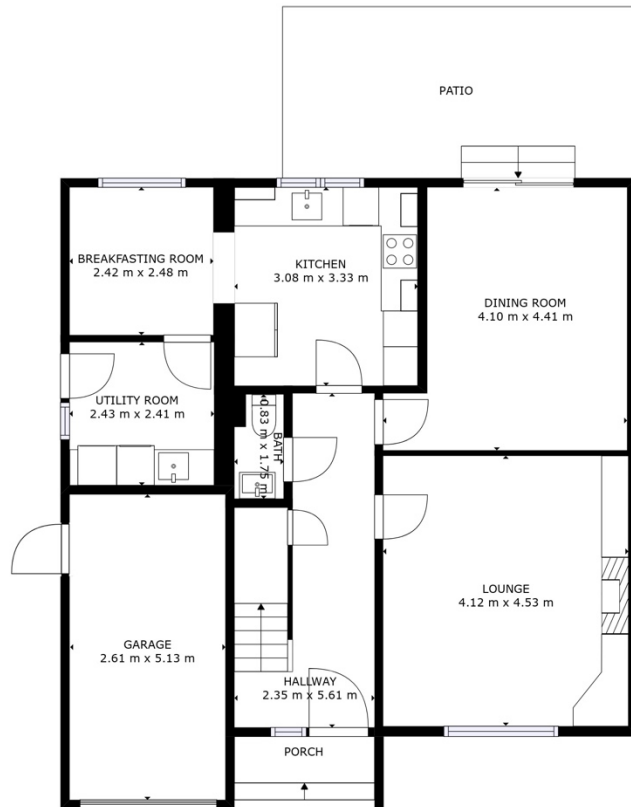 PATIO
BREAKFASTING ROOM
2.42 m x 2.48 m
KITCHEN
3.08 m x 3.33 m
DINING ROOM
4.10 m x 4.41 m
UTILITY ROOM
2.43 m x 2.41 m
BATH
0.83 m x 1.75 m
LOUNGE
4.12 m x 4.53 m
GARAGE
2.61 m x 5.13 m
HALLWAY
2.35 m x 5.61 m
PORCH